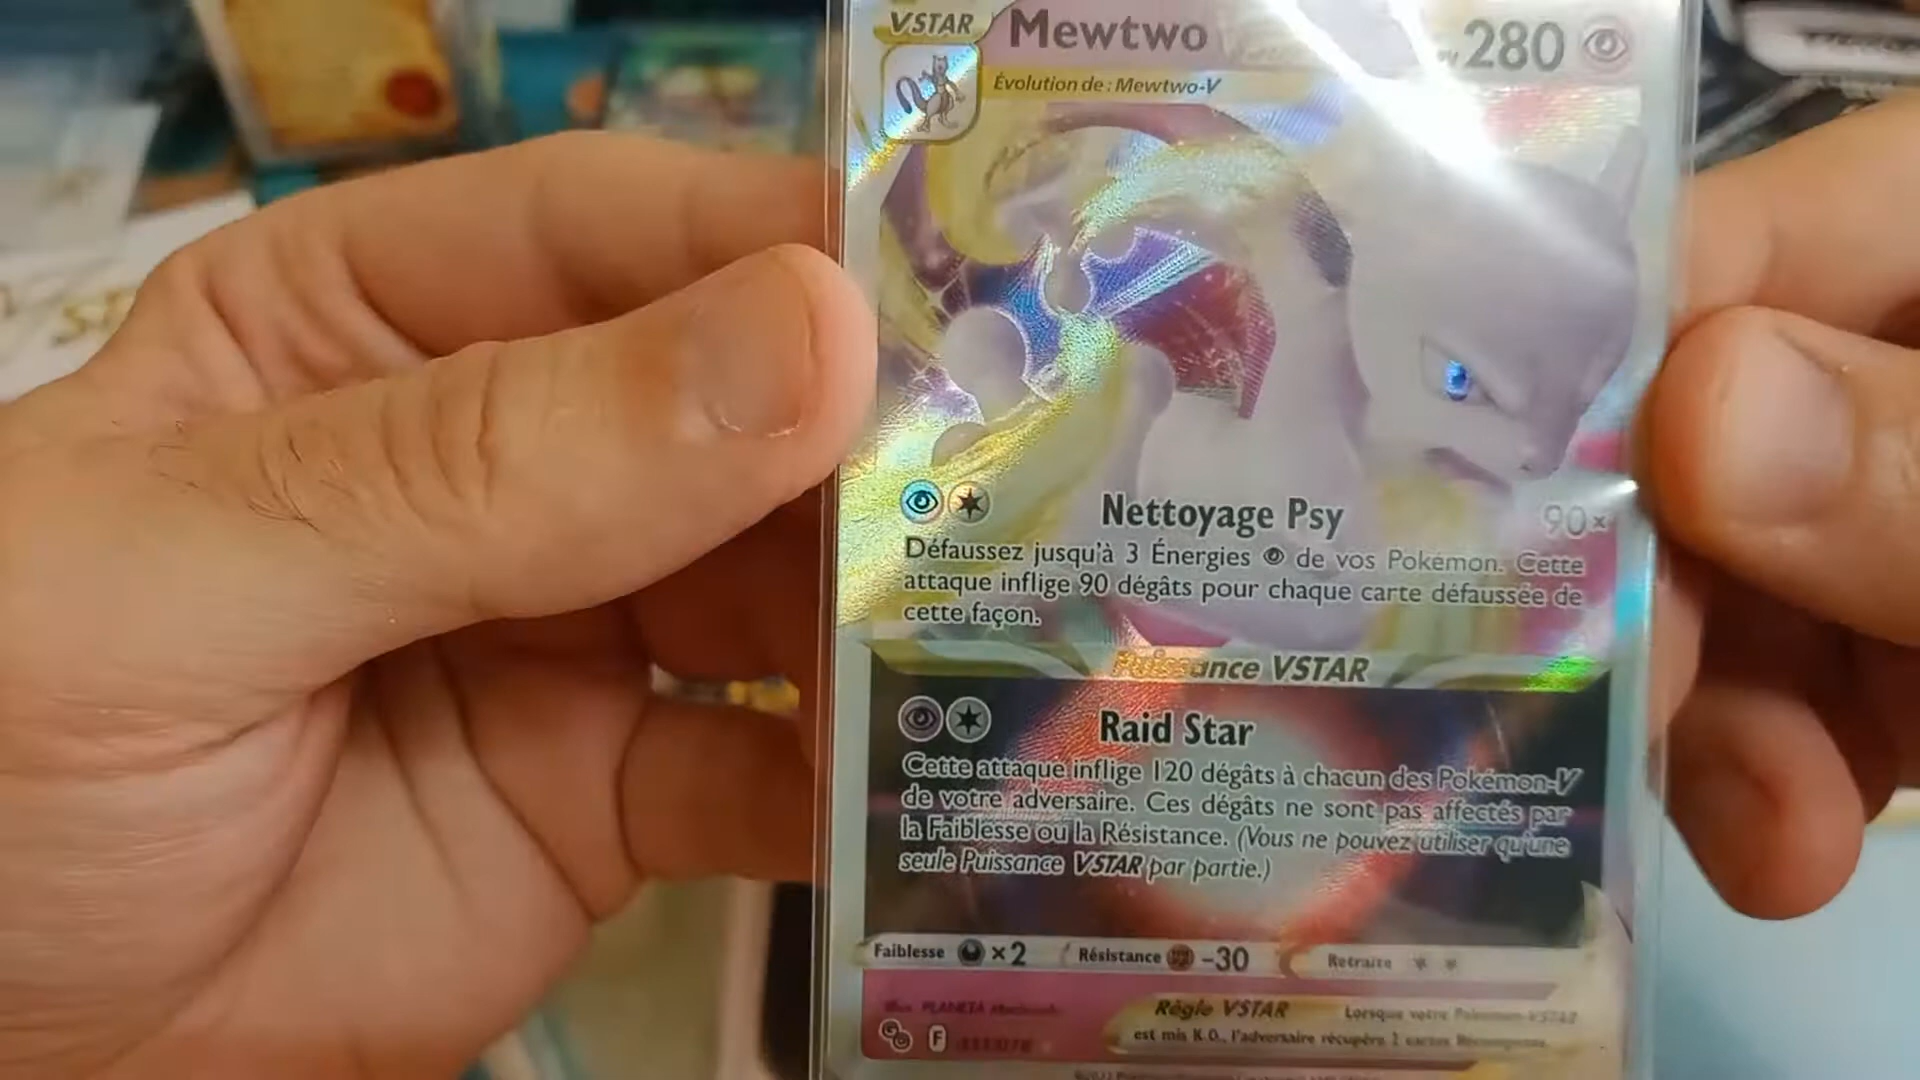 VSTAR Mewtwo 280
Évolution de : Mewtwo-V
Nettoyage Psy 90×
Défaussez jusqu'à 3 Énergies de vos Pokémon. Cette
attaque inflige 90 dégâts pour chaque carte défaussée de
cette façon.
Puissance VSTAR
Raid Star
Cette attaque inflige 120 dégâts à chacun des Pokémon-V
de votre adversaire. Ces dégâts ne sont pas affectés par
la Faiblesse ou la Résistance. (Vous ne pouvez utiliser qu'une
seule Puissance VSTAR par partie.)
Faiblesse ×2 Résistance -30 Retraite
Illus. PLANETA
Règle VSTAR Lorsque votre Pokémon-VSTAR
est mis K.O., l'adversaire récupère 2 cartes Récompense.
F